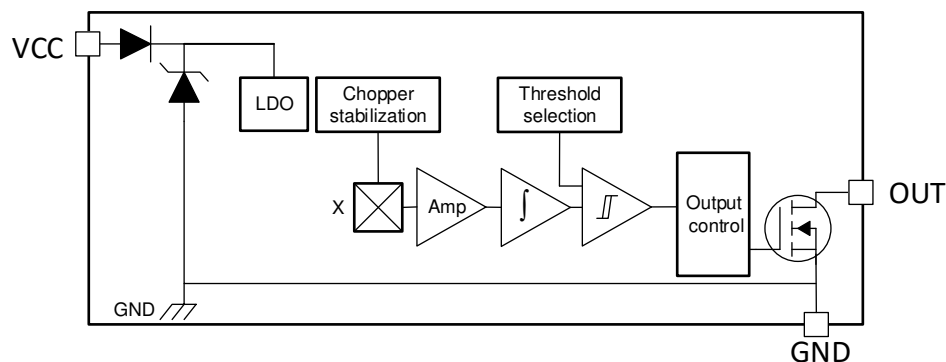 VCC
LDO
Chopper
stabilization
Threshold
selection
X
Amp
∫
Output
control
OUT
GND
GND